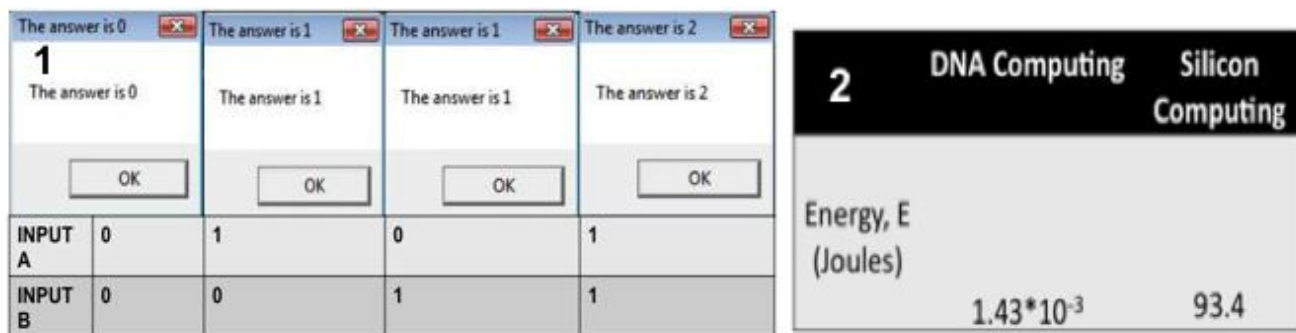 The answer is 0
The answer is 1
The answer is 1
The answer is 2
1
The answer is 0
The answer is 1
The answer is 1
The answer is 2
OK
OK
OK
OK
INPUT A
0
1
0
1
INPUT B
0
0
1
1
2
DNA Computing
Silicon
Computing
Energy, E
(Joules)
1.43*10⁻³
93.4